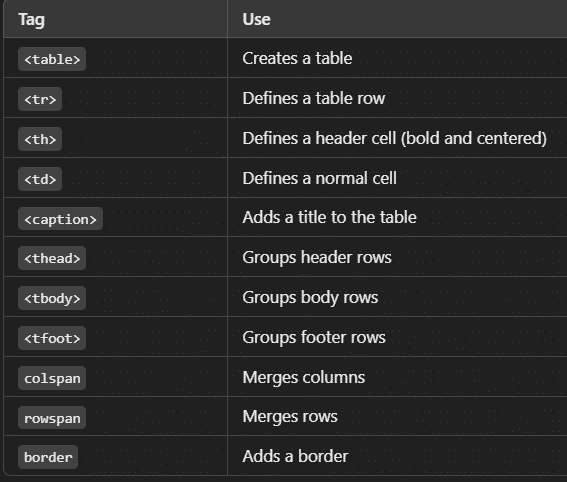 Tag Use
<table> Creates a table
<tr> Defines a table row
<th> Defines a header cell (bold and centered)
<td> Defines a normal cell
<caption> Adds a title to the table
<thead> Groups header rows
<tbody> Groups body rows
<tfoot> Groups footer rows
colspan Merges columns
rowspan Merges rows
border Adds a border